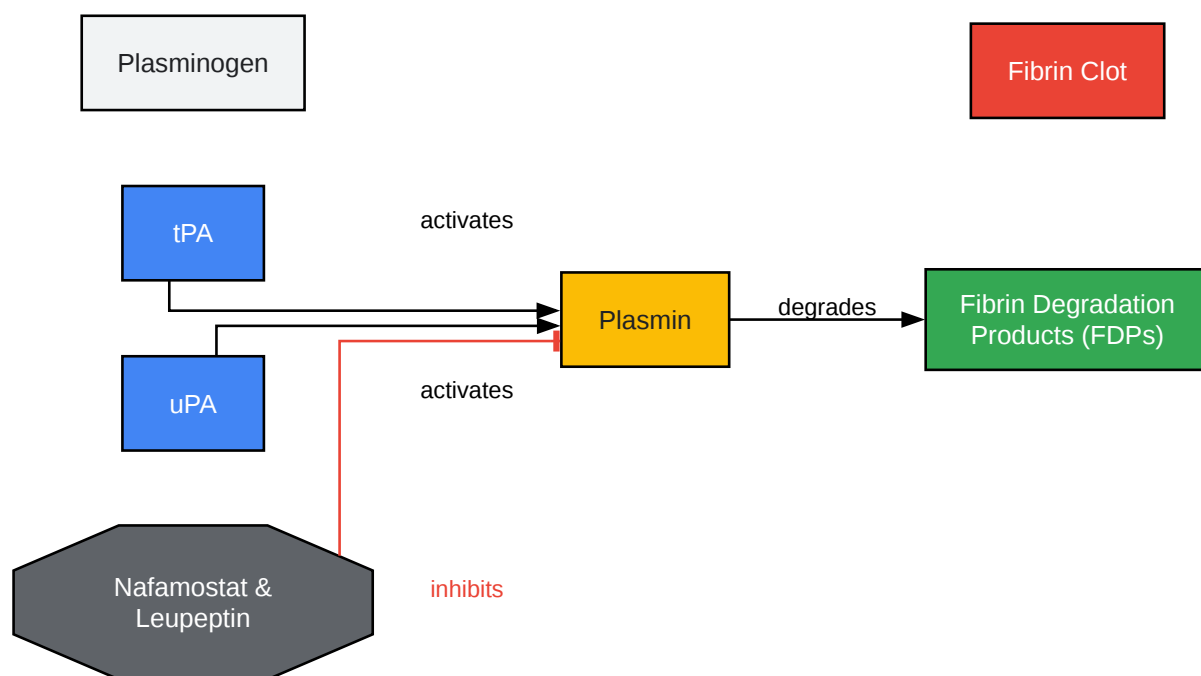 Plasminogen
Fibrin Clot
tPA
activates
Plasmin
degrades
Fibrin Degradation
Products (FDPs)
uPA
activates
Nafamostat &
Leupeptin
inhibits